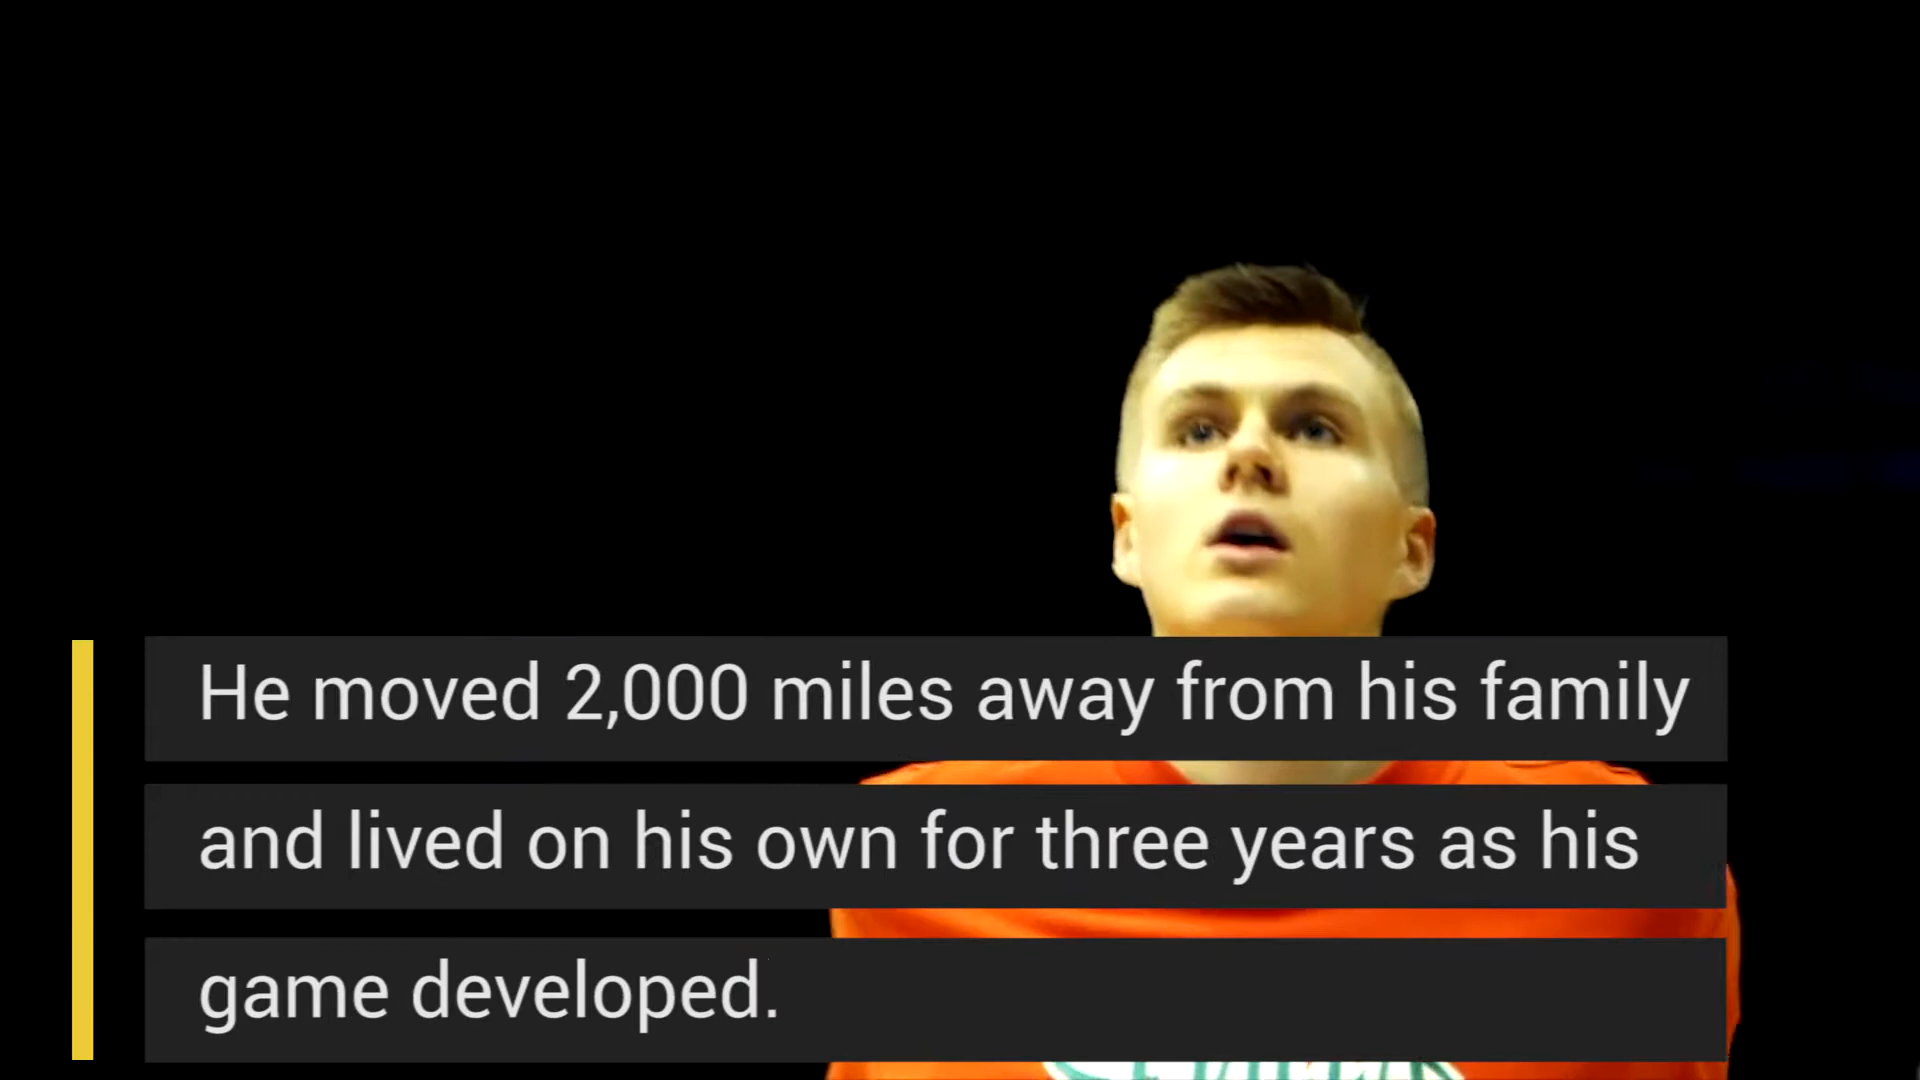 He moved 2,000 miles away from his family
and lived on his own for three years as his
game developed.